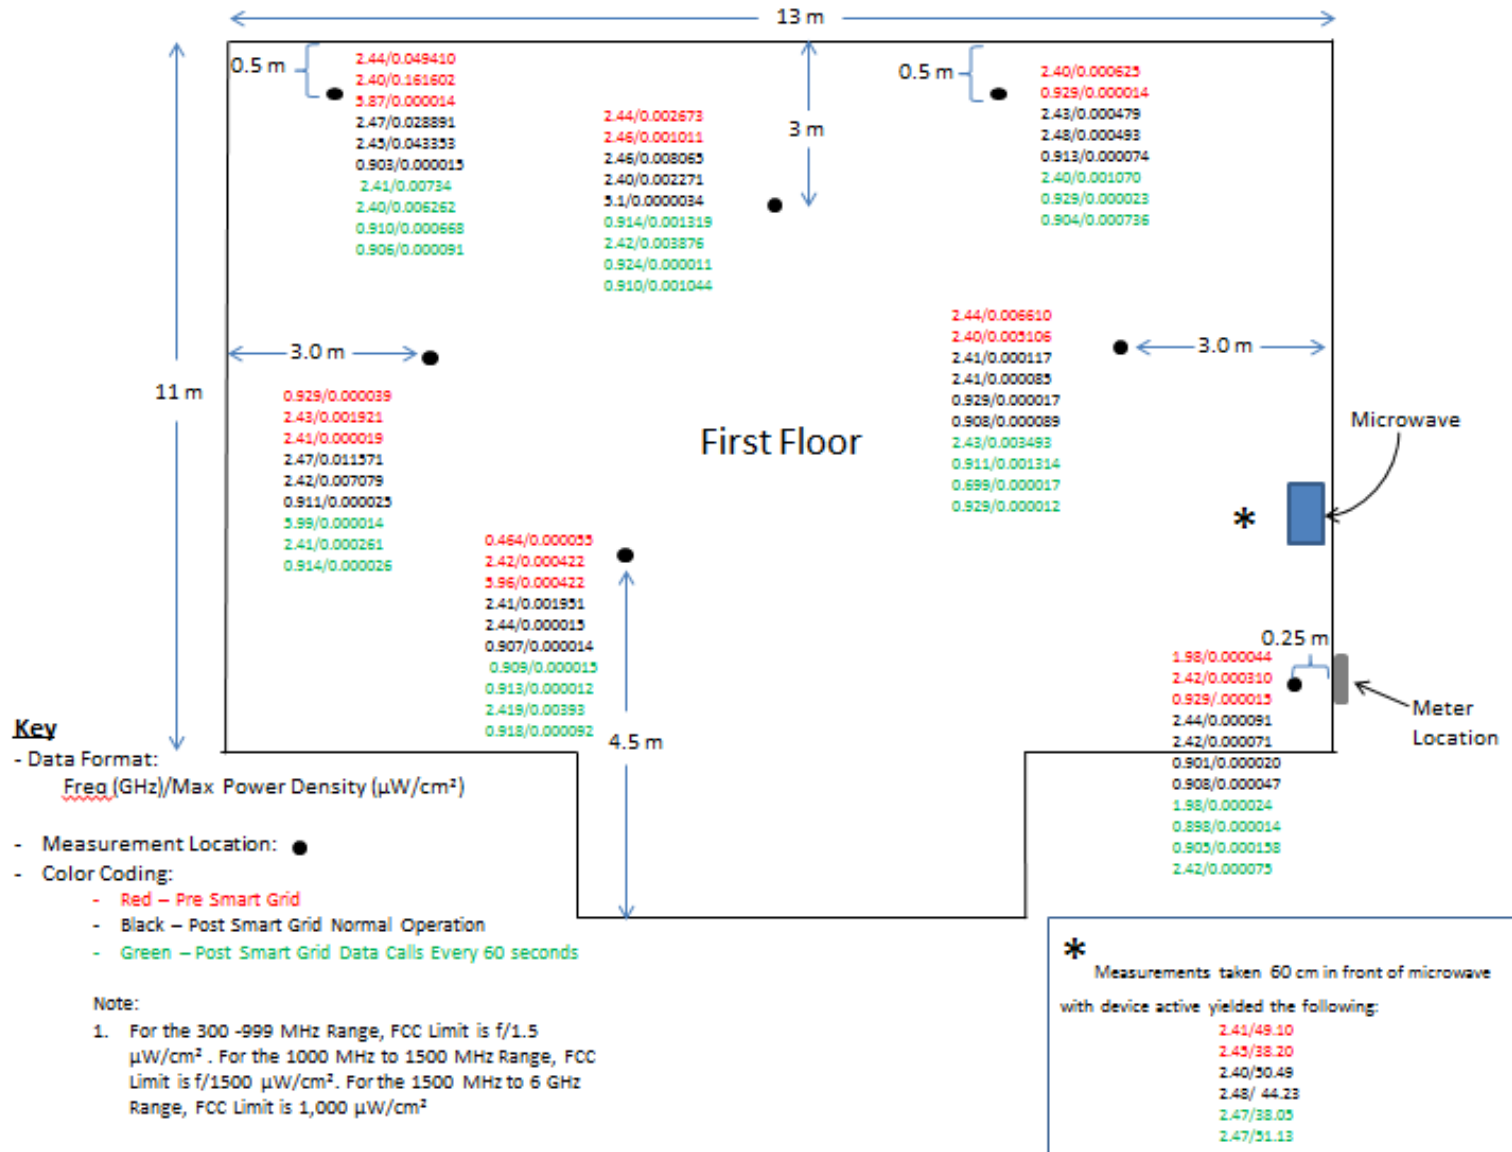 13 m
0.5 m
2.44/0.049410
2.40/0.161602
5.87/0.000014
2.47/0.028891
2.45/0.043353
0.903/0.000015
2.41/0.00734
2.40/0.006262
0.910/0.000668
0.906/0.000091
2.44/0.002673
2.46/0.001011
2.46/0.008065
2.40/0.002271
5.1/0.0000034
0.914/0.001319
2.42/0.003876
0.924/0.000011
0.910/0.001044
3 m
0.5 m
2.40/0.000625
0.929/0.000014
2.43/0.000479
2.48/0.000493
0.913/0.000074
2.40/0.001070
0.929/0.000023
0.904/0.000736
11 m
3.0 m
0.929/0.000039
2.43/0.001921
2.41/0.000019
2.47/0.011571
2.42/0.007079
0.911/0.000025
5.99/0.000014
2.41/0.000261
0.914/0.000026
First Floor
2.44/0.006610
2.40/0.005106
2.41/0.000117
2.41/0.000085
0.929/0.000017
0.908/0.000089
2.43/0.003493
0.911/0.001314
0.699/0.000017
0.929/0.000012
3.0 m
Microwave
*
0.464/0.000055
2.42/0.000422
5.96/0.000422
2.41/0.001951
2.44/0.000015
0.907/0.000014
0.909/0.000015
0.913/0.000012
2.419/0.00393
0.918/0.000092
4.5 m
0.25 m
1.98/0.000044
2.42/0.000310
0.929/.000015
2.44/0.000091
2.42/0.000071
0.901/0.000020
0.908/0.000047
1.98/0.000024
0.898/0.000014
0.905/0.000158
2.42/0.000075
Meter
Location
Key
- Data Format:
Freq (GHz)/Max Power Density (µW/cm²)
- Measurement Location:
- Color Coding:
- Red – Pre Smart Grid
- Black – Post Smart Grid Normal Operation
- Green – Post Smart Grid Data Calls Every 60 seconds
Note:
1. For the 300 -999 MHz Range, FCC Limit is f/1.5
µW/cm² . For the 1000 MHz to 1500 MHz Range, FCC
Limit is f/1500 µW/cm². For the 1500 MHz to 6 GHz
Range, FCC Limit is 1,000 µW/cm²
* Measurements taken 60 cm in front of microwave
with device active yielded the following:
2.41/49.10
2.45/38.20
2.40/50.49
2.48/ 44.23
2.47/38.05
2.47/51.13